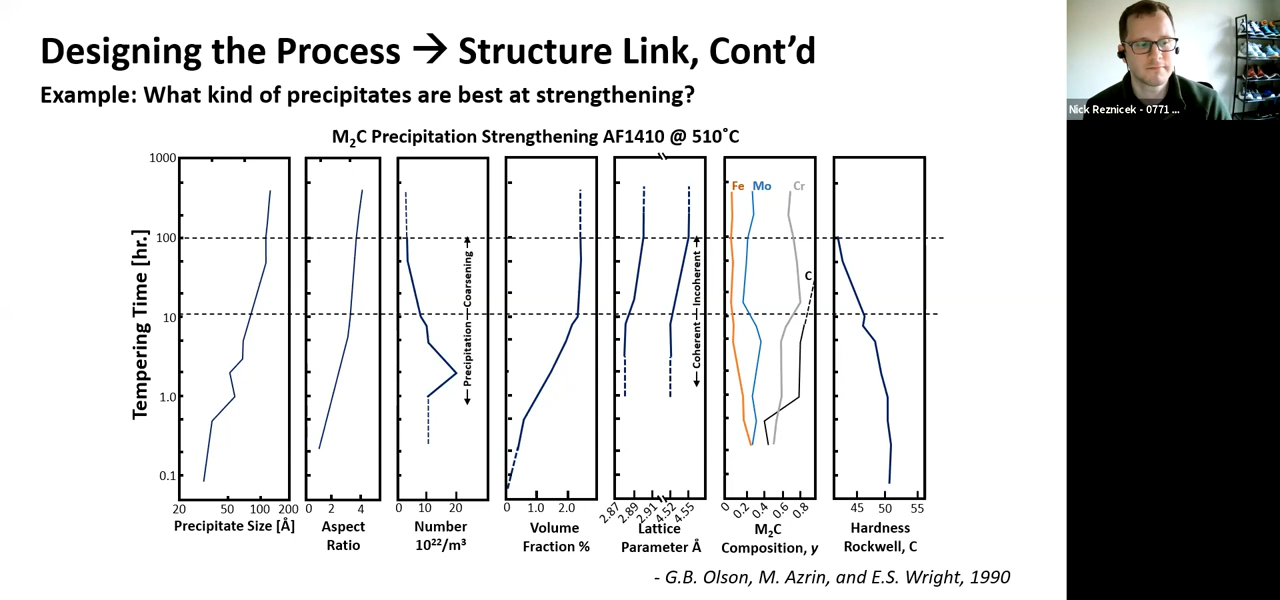 Designing the Process → Structure Link, Cont’d
Example: What kind of precipitates are best at strengthening?
M₂C Precipitation Strengthening AF1410 @ 510˚C
Tempering Time [hr.]
1000
100
10
1.0
0.1
20 50 100 200
Precipitate Size [Å]
0 2 4
Aspect
Ratio
0 10 20
Number
10²²/m³
Precipitation
Coarsening
0 1.0 2.0
Volume
Fraction %
2.87 2.89 2.91 4.52 4.55
Lattice
Parameter Å
Coherent
Incoherent
Fe Mo Cr
C
0 0.2 0.4 0.6 0.8
M₂C
Composition, y
45 50 55
Hardness
Rockwell, C
- G.B. Olson, M. Azrin, and E.S. Wright, 1990
Nick Reznicek - 0771 ...